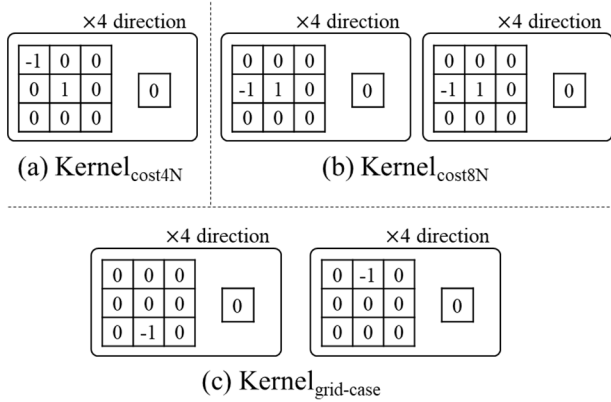 ×4 direction
-1 0 0
0 1 0 0
0 0 0
(a) Kernel_cost4N
×4 direction ×4 direction
0 0 0 0 0 0
-1 1 0 0 -1 1 0 0
0 0 0 0 0 0
(b) Kernel_cost8N
×4 direction ×4 direction
0 0 0 0 -1 0
0 0 0 0 0 0 0 0
0 -1 0 0 0 0
(c) Kernel_grid-case